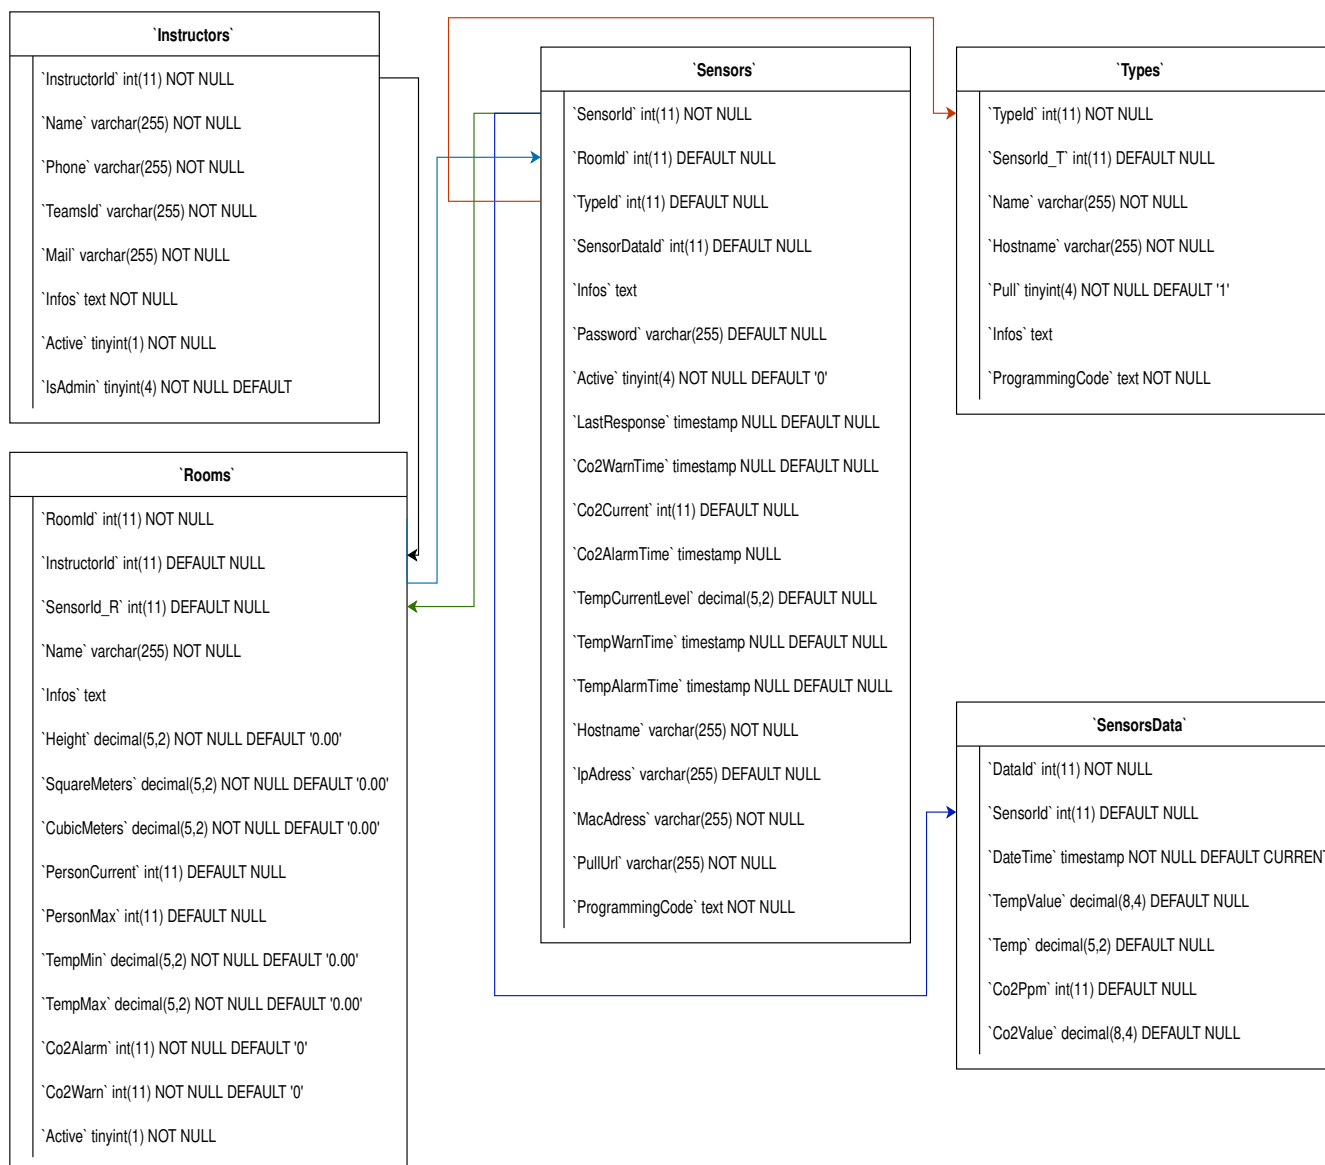 `Instructors`
`InstructorId` int(11) NOT NULL
`Name` varchar(255) NOT NULL
`Phone` varchar(255) NOT NULL
`TeamsId` varchar(255) NOT NULL
`Mail` varchar(255) NOT NULL
`Infos` text NOT NULL
`Active` tinyint(1) NOT NULL
`IsAdmin` tinyint(4) NOT NULL DEFAULT
`Rooms`
`RoomId` int(11) NOT NULL
`InstructorId` int(11) DEFAULT NULL
`SensorId_R` int(11) DEFAULT NULL
`Name` varchar(255) NOT NULL
`Infos` text
`Height` decimal(5,2) NOT NULL DEFAULT '0.00'
`SquareMeters` decimal(5,2) NOT NULL DEFAULT '0.00'
`CubicMeters` decimal(5,2) NOT NULL DEFAULT '0.00'
`PersonCurrent` int(11) DEFAULT NULL
`PersonMax` int(11) DEFAULT NULL
`TempMin` decimal(5,2) NOT NULL DEFAULT '0.00'
`TempMax` decimal(5,2) NOT NULL DEFAULT '0.00'
`Co2Alarm` int(11) NOT NULL DEFAULT '0'
`Co2Warn` int(11) NOT NULL DEFAULT '0'
`Active` tinyint(1) NOT NULL
`Sensors`
`SensorId` int(11) NOT NULL
`RoomId` int(11) DEFAULT NULL
`TypeId` int(11) DEFAULT NULL
`SensorDataId` int(11) DEFAULT NULL
`Infos` text
`Password` varchar(255) DEFAULT NULL
`Active` tinyint(4) NOT NULL DEFAULT '0'
`LastResponse` timestamp NULL DEFAULT NULL
`Co2WarnTime` timestamp NULL DEFAULT NULL
`Co2Current` int(11) DEFAULT NULL
`Co2AlarmTime` timestamp NULL
`TempCurrentLevel` decimal(5,2) DEFAULT NULL
`TempWarnTime` timestamp NULL DEFAULT NULL
`TempAlarmTime` timestamp NULL DEFAULT NULL
`Hostname` varchar(255) NOT NULL
`IpAdress` varchar(255) DEFAULT NULL
`MacAdress` varchar(255) NOT NULL
`PullUrl` varchar(255) NOT NULL
`ProgrammingCode` text NOT NULL
`Types`
`TypeId` int(11) NOT NULL
`SensorId_T` int(11) DEFAULT NULL
`Name` varchar(255) NOT NULL
`Hostname` varchar(255) NOT NULL
`Pull` tinyint(4) NOT NULL DEFAULT '1'
`Infos` text
`ProgrammingCode` text NOT NULL
`SensorsData`
`DataId` int(11) NOT NULL
`SensorId` int(11) DEFAULT NULL
`DateTime` timestamp NOT NULL DEFAULT CURRENT
`TempValue` decimal(8,4) DEFAULT NULL
`Temp` decimal(5,2) DEFAULT NULL
`Co2Ppm` int(11) DEFAULT NULL
`Co2Value` decimal(8,4) DEFAULT NULL